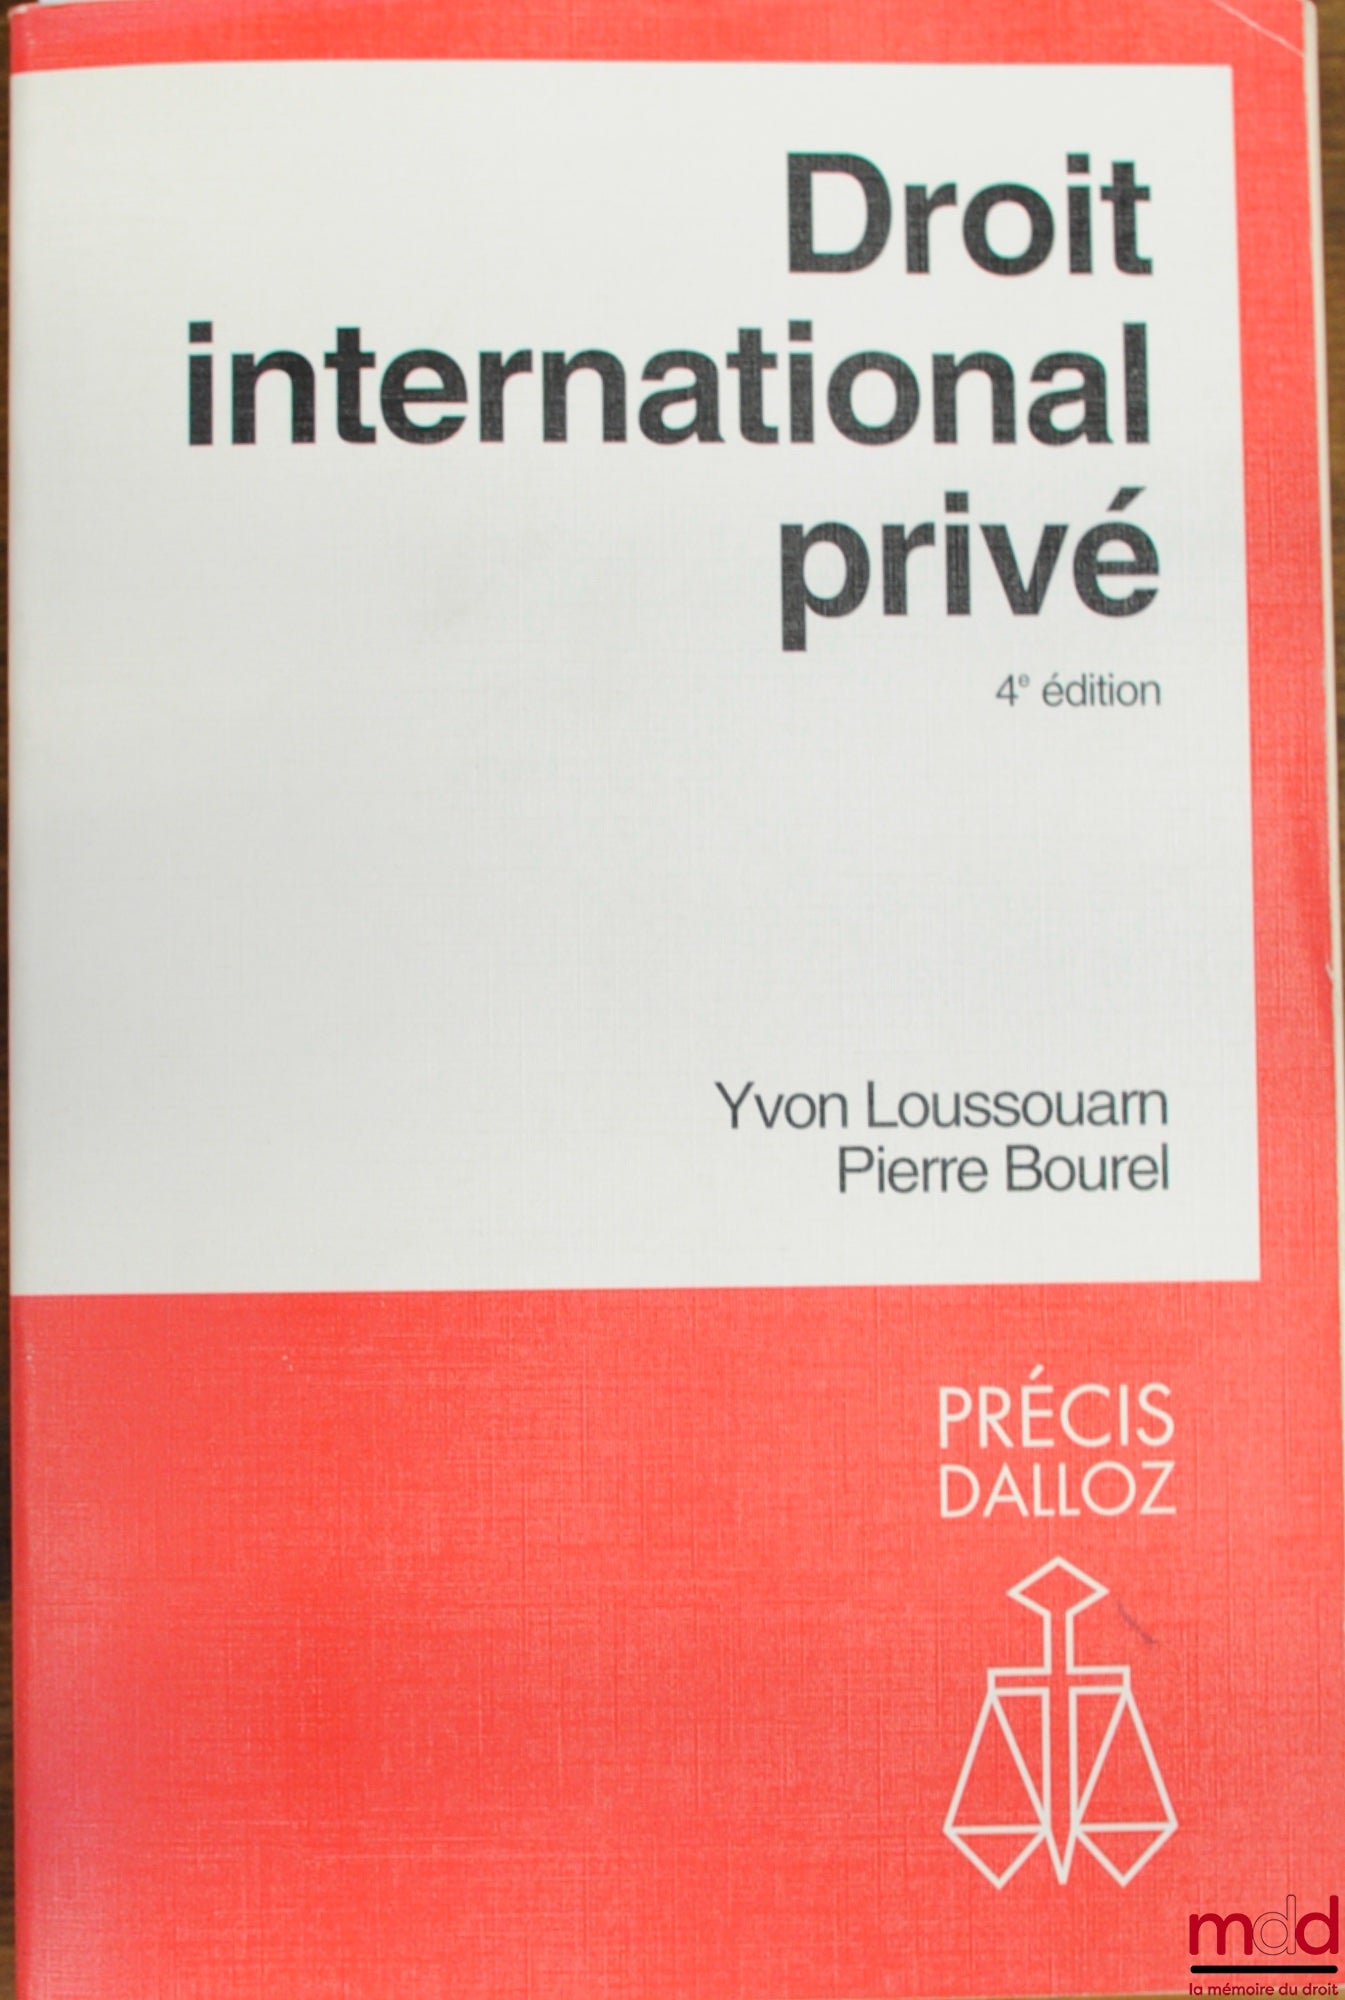 Droit
international
privé
4e édition
Yvon Loussouarn
Pierre Bourel
PRÉCIS
DALLOZ
mdd
la mémoire du droit